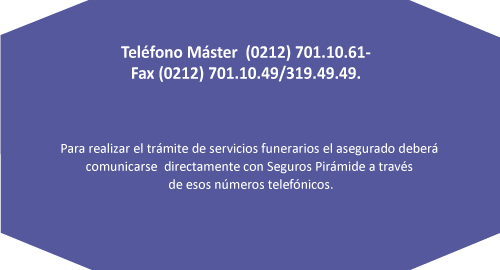 Teléfono Máster  (0212) 701.10.61-
Fax (0212) 701.10.49/319.49.49.
Para realizar el trámite de servicios funerarios el asegurado deberá
comunicarse  directamente con Seguros Pirámide a través
de esos números telefónicos.